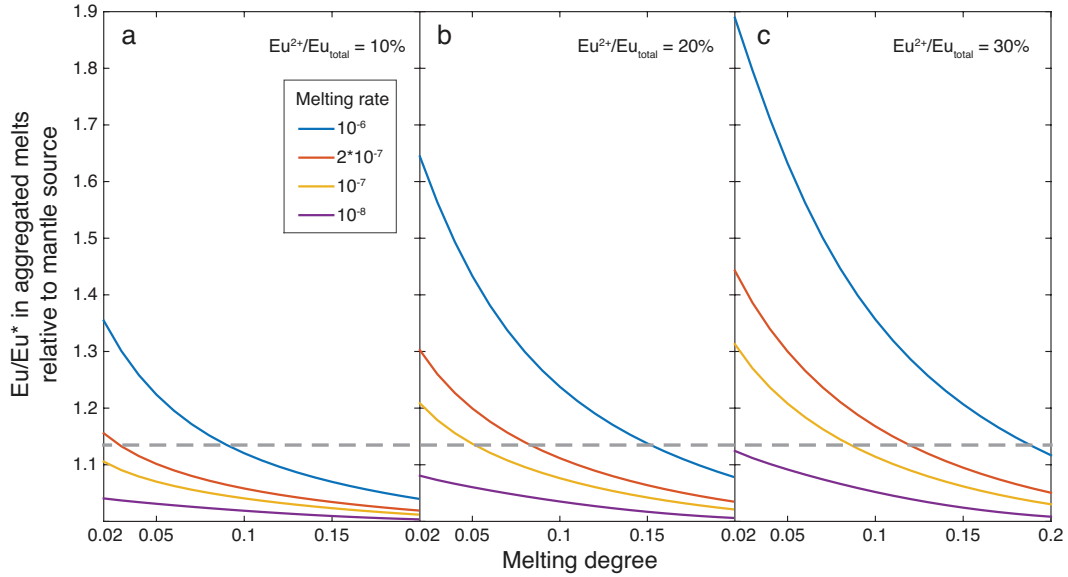 Eu/Eu* in aggregated melts
relative to mantle source
1.9
1.8
1.7
1.6
1.5
1.4
1.3
1.2
1.1
a
Eu²⁺/Eu_total = 10%
Melting rate
10⁻⁶
2*10⁻⁷
10⁻⁷
10⁻⁸
b
Eu²⁺/Eu_total = 20%
c
Eu²⁺/Eu_total = 30%
0.02 0.05 0.1 0.15 0.02 0.05 0.1 0.15 0.02 0.05 0.1 0.15 0.2
Melting degree